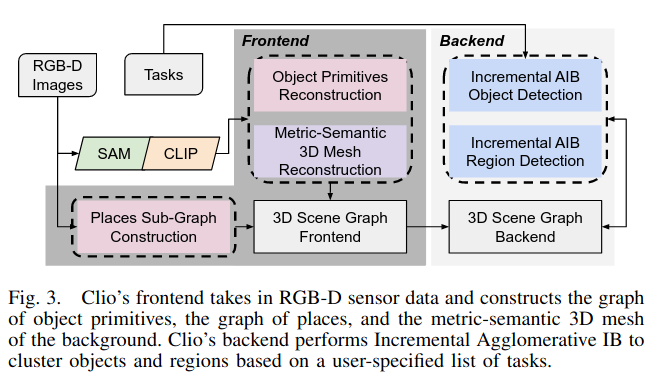 Frontend
Backend
RGB-D
Images
Tasks
Object Primitives
Reconstruction
Incremental AIB
Object Detection
SAM
CLIP
Metric-Semantic
3D Mesh
Reconstruction
Incremental AIB
Region Detection
Places Sub-Graph
Construction
3D Scene Graph
Frontend
3D Scene Graph
Backend
Fig. 3. Clio's frontend takes in RGB-D sensor data and constructs the graph
of object primitives, the graph of places, and the metric-semantic 3D mesh
of the background. Clio's backend performs Incremental Agglomerative IB to
cluster objects and regions based on a user-specified list of tasks.